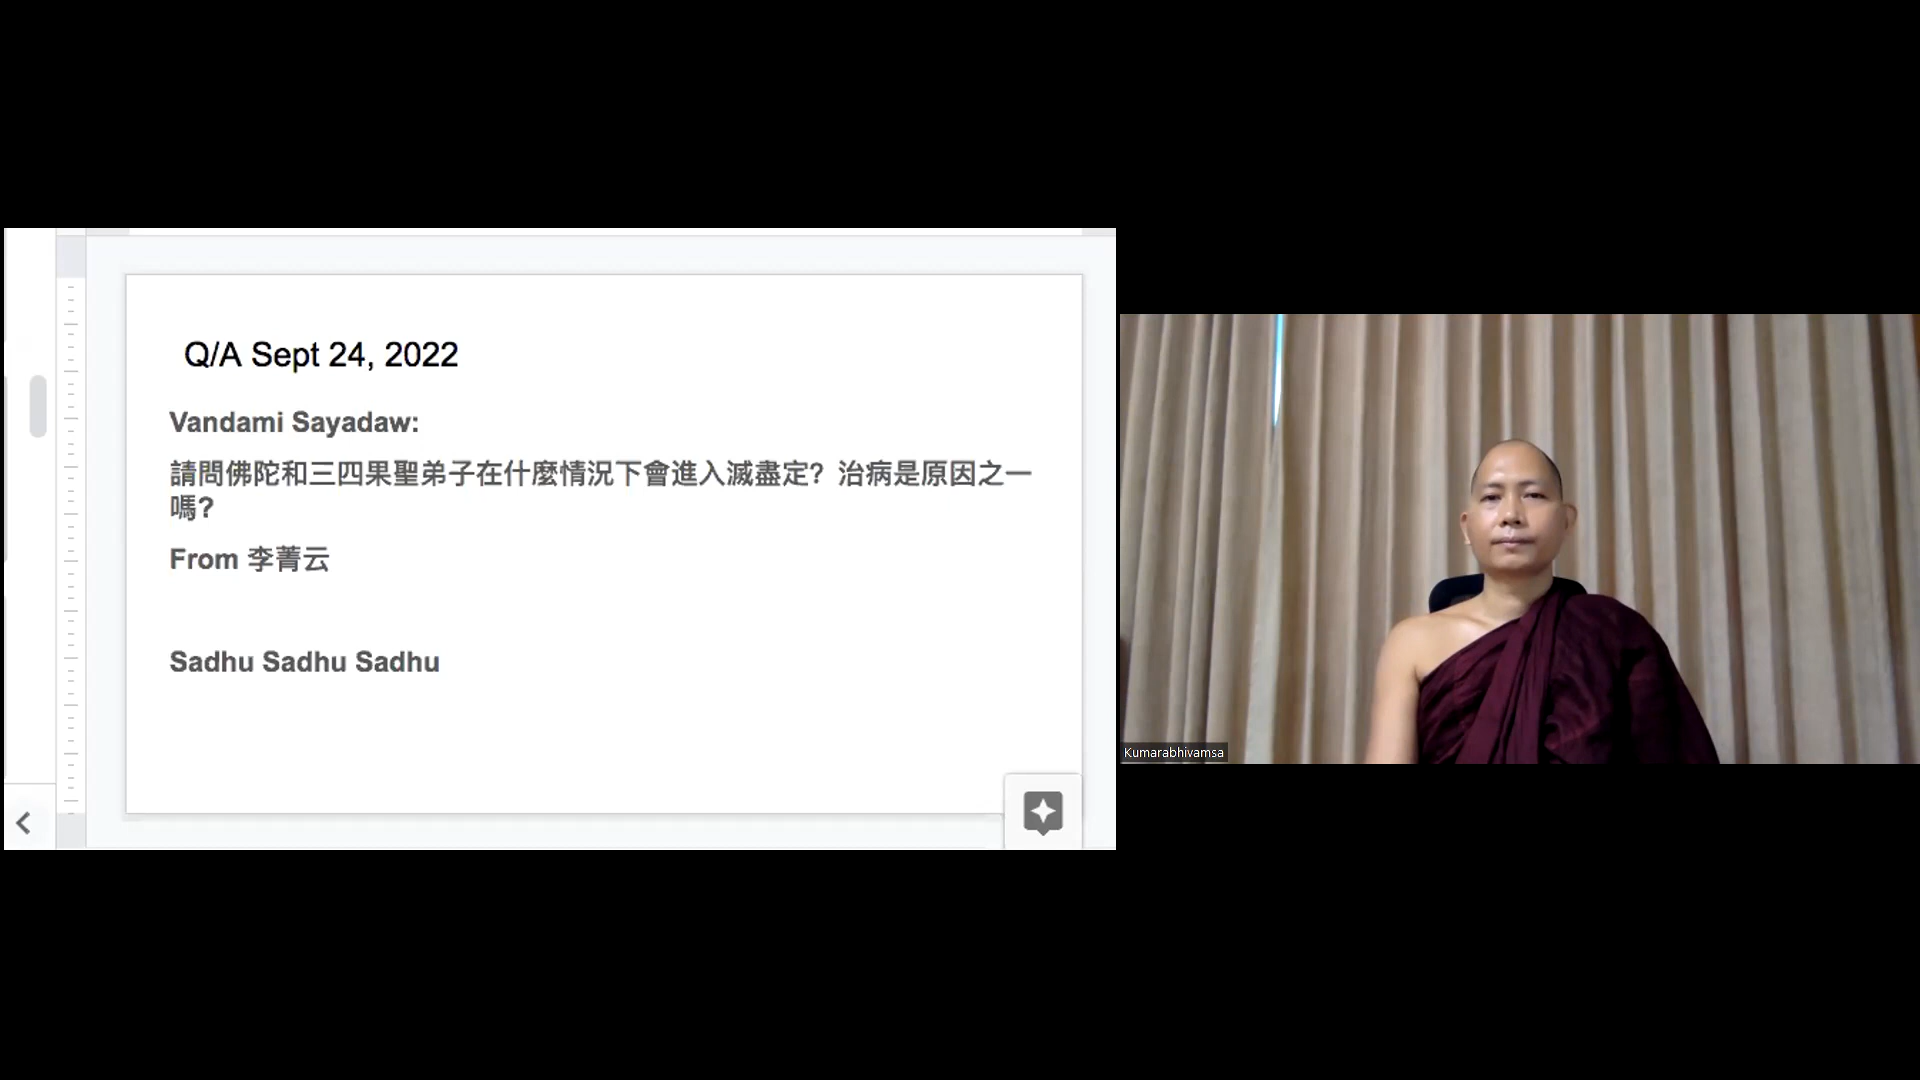 Q/A Sept 24, 2022
Vandami Sayadaw:
請問佛陀和三四果聖弟子在什麼情況下會進入滅盡定? 治病是原因之一
嗎?
From 李菁云
Sadhu Sadhu Sadhu
Kumarabhivamsa